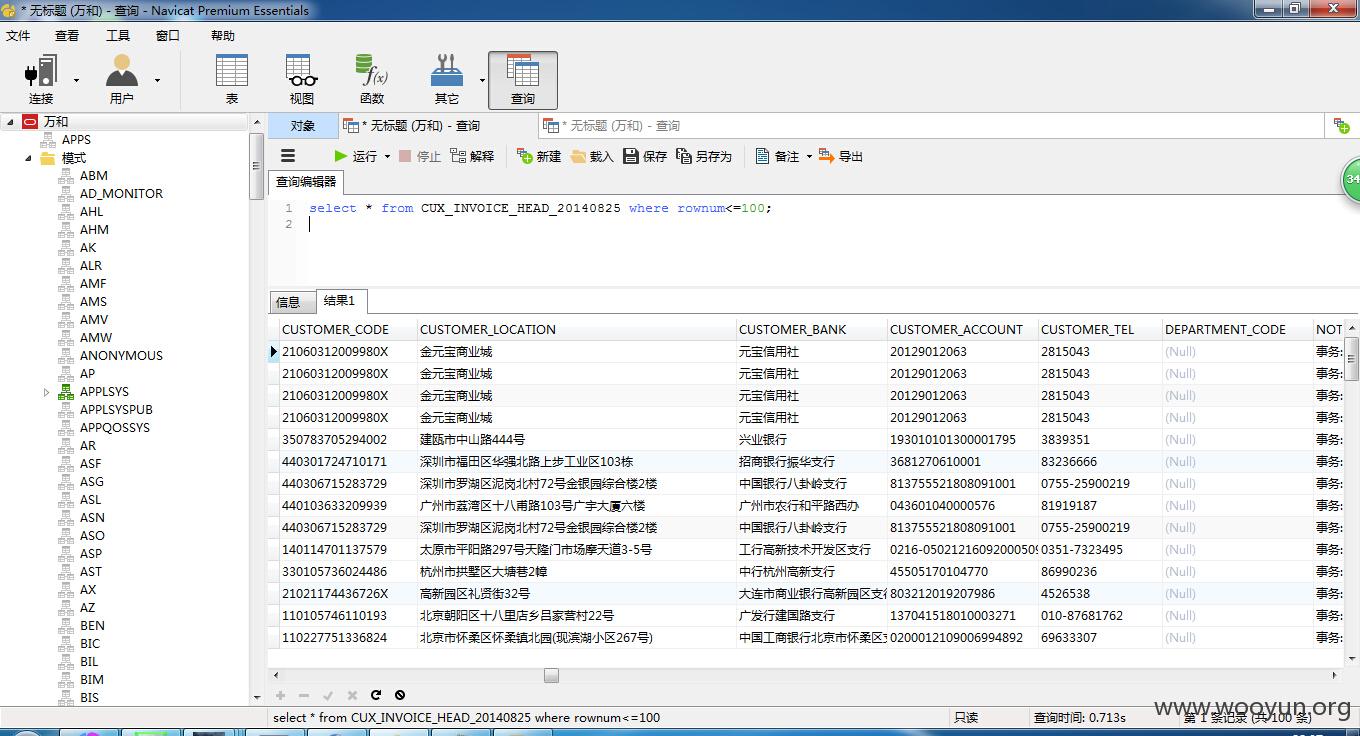 * 无标题 (万和) - 查询 - Navicat Premium Essentials
文件 查看 工具 窗口 帮助
连接 用户 表 视图 函数 其它 查询
万和
APPS
模式
ABM
AD_MONITOR
AHL
AHM
AK
ALR
AMF
AMS
AMV
AMW
ANONYMOUS
AP
APPLSYS
APPLSYSPUB
APPQOSSYS
AR
ASF
ASG
ASL
ASN
ASO
ASP
AST
AX
AZ
BEN
BIC
BIL
BIM
BIS
对象 * 无标题 (万和) - 查询 * 无标题 (万和) - 查询
运行 停止 解释 新建 载入 保存 另存为 备注 导出
34
查询编辑器
1 select * from CUX_INVOICE_HEAD_20140825 where rownum<=100;
2
信息 结果1
CUSTOMER_CODE CUSTOMER_LOCATION CUSTOMER_BANK CUSTOMER_ACCOUNT CUSTOMER_TEL DEPARTMENT_CODE NOT
21060312009980X 金元宝商业城 元宝信用社 20129012063 2815043 (Null) 事务:
21060312009980X 金元宝商业城 元宝信用社 20129012063 2815043 (Null) 事务:
21060312009980X 金元宝商业城 元宝信用社 20129012063 2815043 (Null) 事务:
21060312009980X 金元宝商业城 元宝信用社 20129012063 2815043 (Null) 事务:
350783705294002 建瓯市中山路444号 兴业银行 193010101300001795 3839351 (Null) 事务:
440301724710171 深圳市福田区华强北路上步工业区103栋 招商银行振华支行 3681270610001 83236666 (Null) 事务:
440306715283729 深圳市罗湖区泥岗北村72号金银园综合楼2楼 中国银行八卦岭支行 813755521808091001 0755-25900219 (Null) 事务:
440103633209939 广州市荔湾区十八甫路103号广宇大厦六楼 广州市农行和平路西办 043601040000576 81919187 (Null) 事务:
440306715283729 深圳市罗湖区泥岗北村72号金银园综合楼2楼 中国银行八卦岭支行 813755521808091001 0755-25900219 (Null) 事务:
140114701137579 太原市平阳路297号天隆门市场摩天道3-5号 工行高新技术开发区支行 0216-05021216092000509 0351-7323495 (Null) 事务:
330105736024486 杭州市拱墅区大塘巷2幢 中行杭州高新支行 45505170104770 86990236 (Null) 事务:
21021174436726X 高新园区礼贤街32号 大连市商业银行高新园区支行 803212019207986 4526538 (Null) 事务:
110105746110193 北京朝阳区十八里店乡吕家营村22号 广发行建国路支行 137041518010003271 010-87681762 (Null) 事务:
110227751336824 北京市怀柔区怀柔镇北园(现滨湖小区267号) 中国工商银行北京市怀柔区 0200012109006994892 69633307 (Null) 事务:
select * from CUX_INVOICE_HEAD_20140825 where rownum<=100 只读 查询时间: 0.713s 第 1 条记录 (共 100 条)
www.wooyun.org